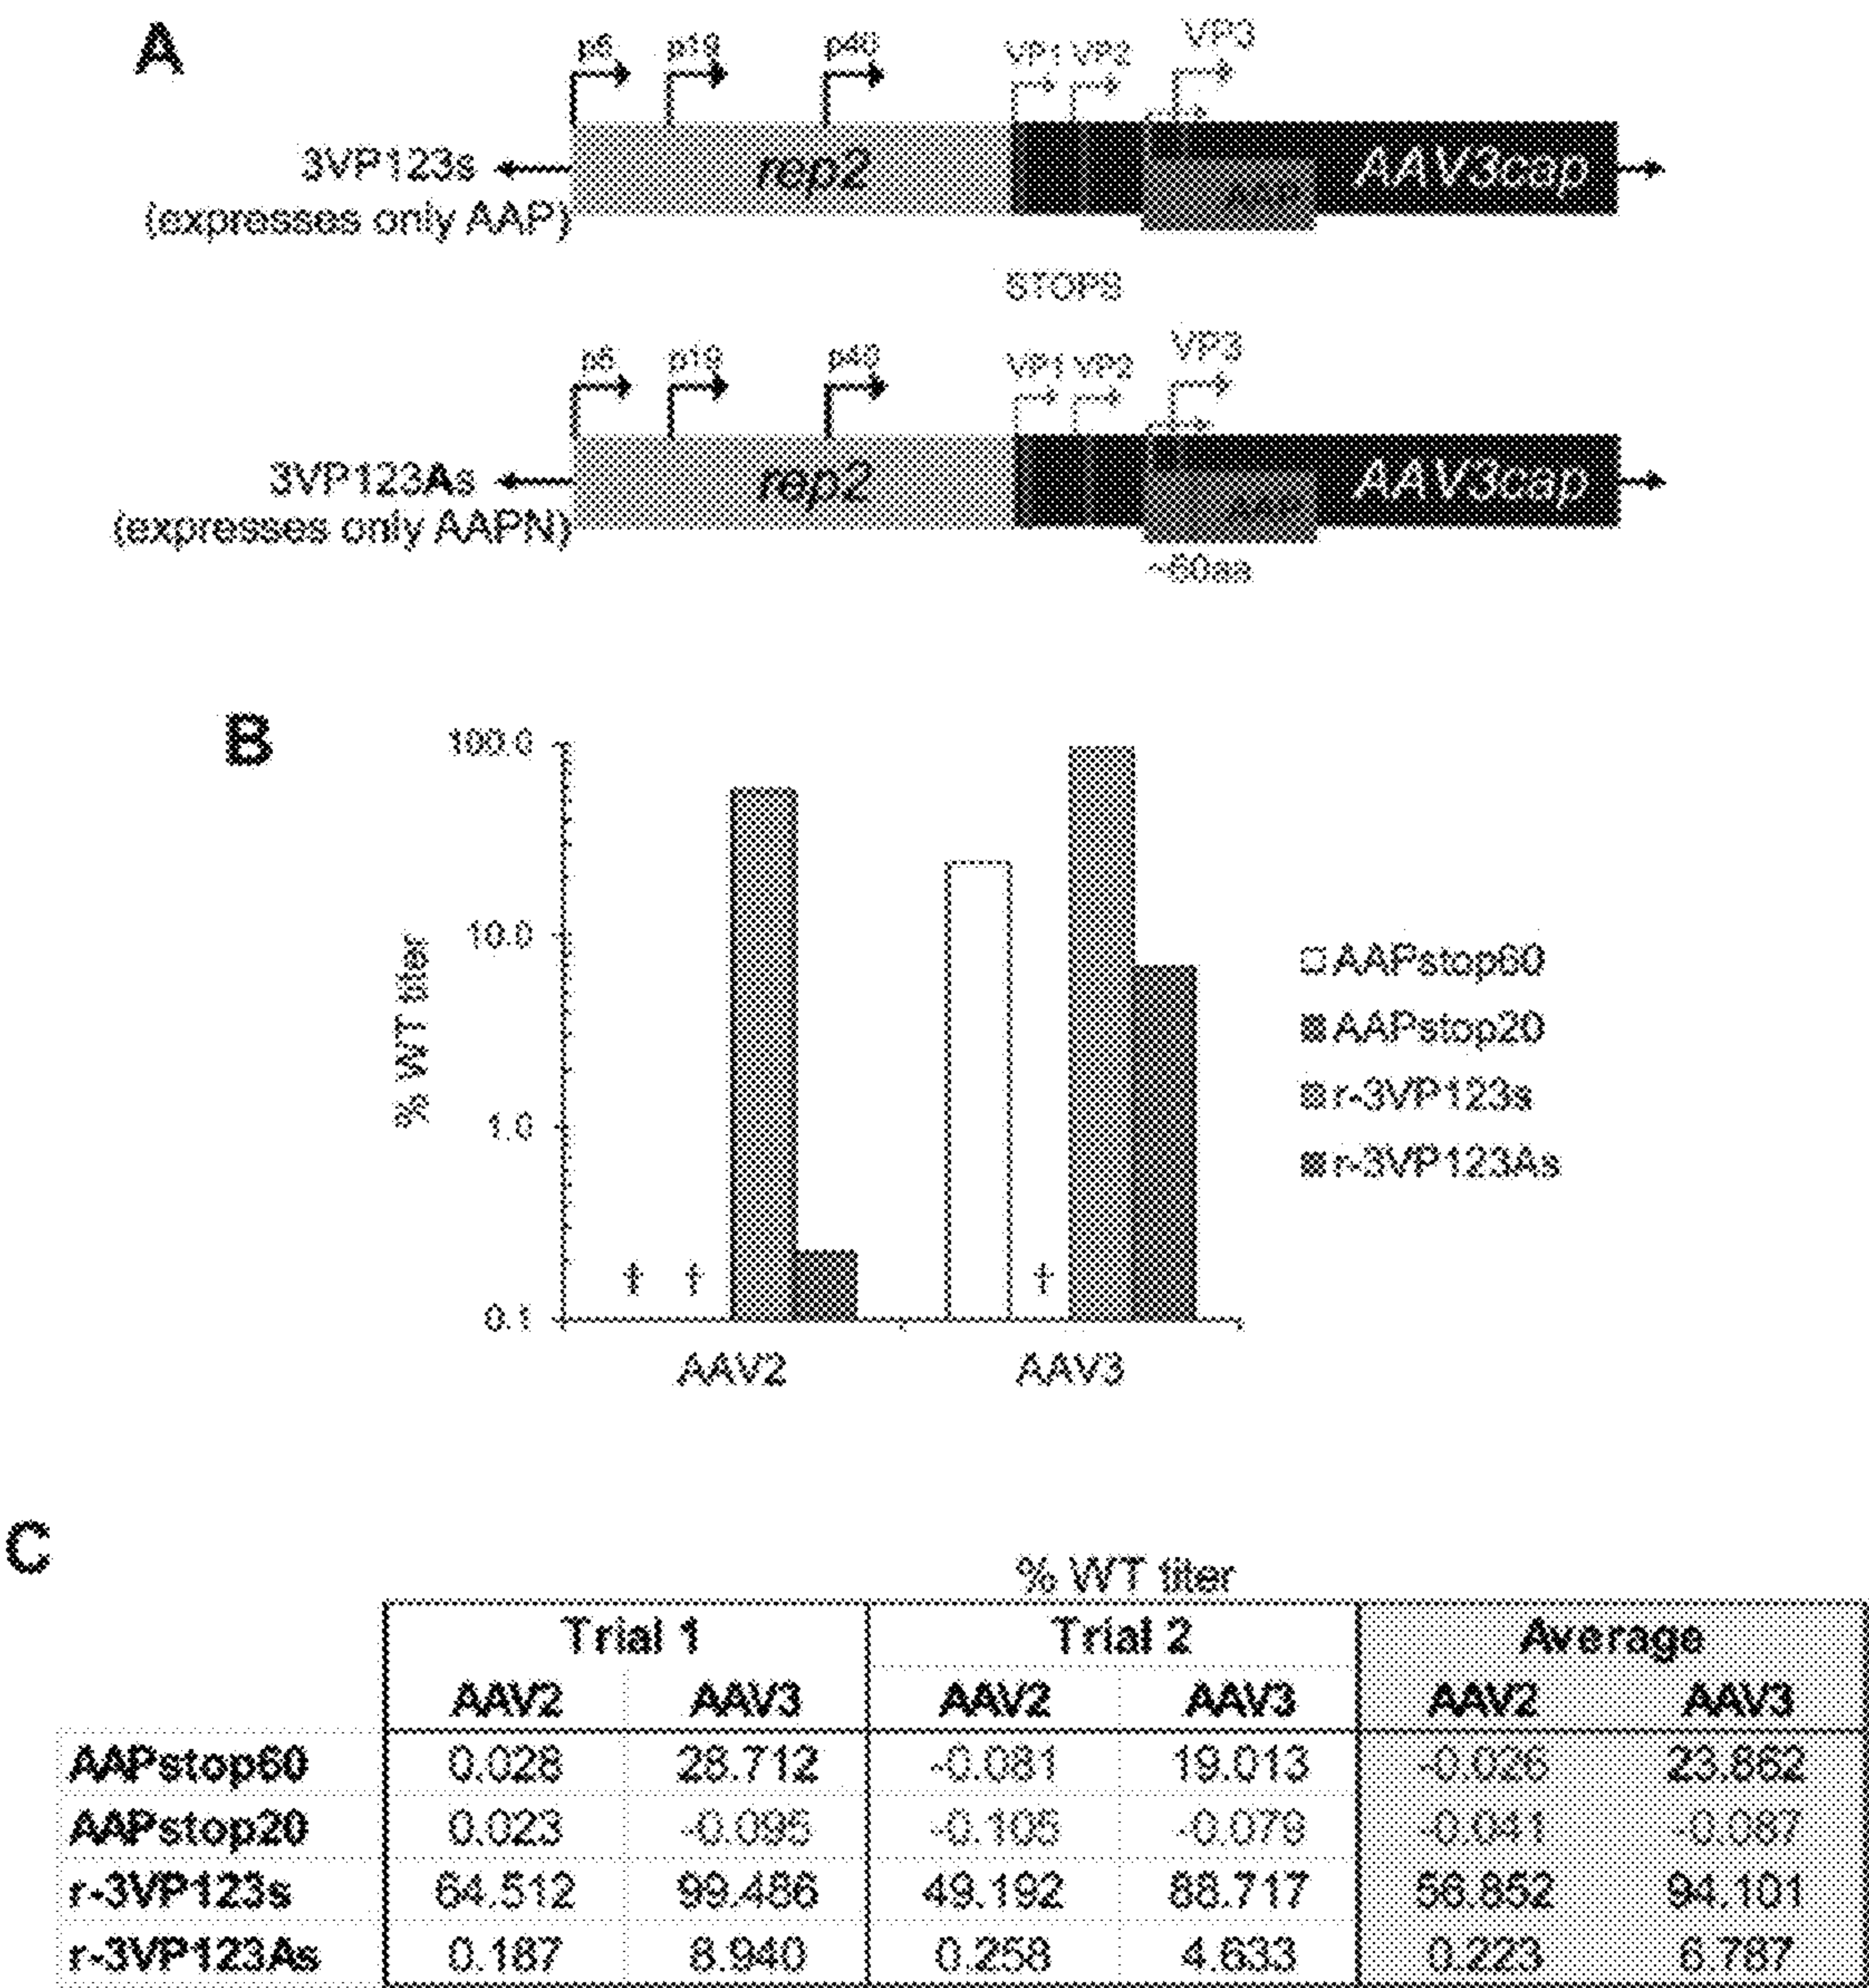 A
p5 p19 p40 VP1 VP2 VP3
3VP123s
(expresses only AAP)
rep2
AAP
AAV3cap
STOPS
p5 p19 p40 VP1 VP2 VP3
3VP123As
(expresses only AAPN)
rep2
AAP
AAV3cap
~60aa
B
% WT titer
100.0
10.0
1.0
0.1
‡ † †
AAV2 AAV3
AAPstop60
AAPstop20
r-3VP123s
r-3VP123As
C
% WT titer
Trial 1 Trial 2 Average
AAV2 AAV3 AAV2 AAV3 AAV2 AAV3
AAPstop60 0.028 28.712 -0.081 19.013 -0.026 23.862
AAPstop20 0.023 -0.095 -0.105 -0.079 -0.041 -0.087
r-3VP123s 64.512 99.486 49.192 88.717 56.852 94.101
r-3VP123As 0.187 8.940 0.258 4.633 0.223 6.787